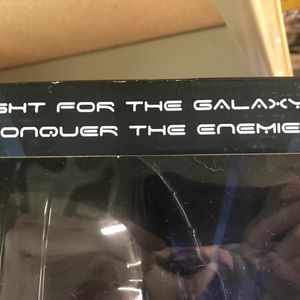 GHT FOR THE GALAXY
ONQUER THE ENEMIE